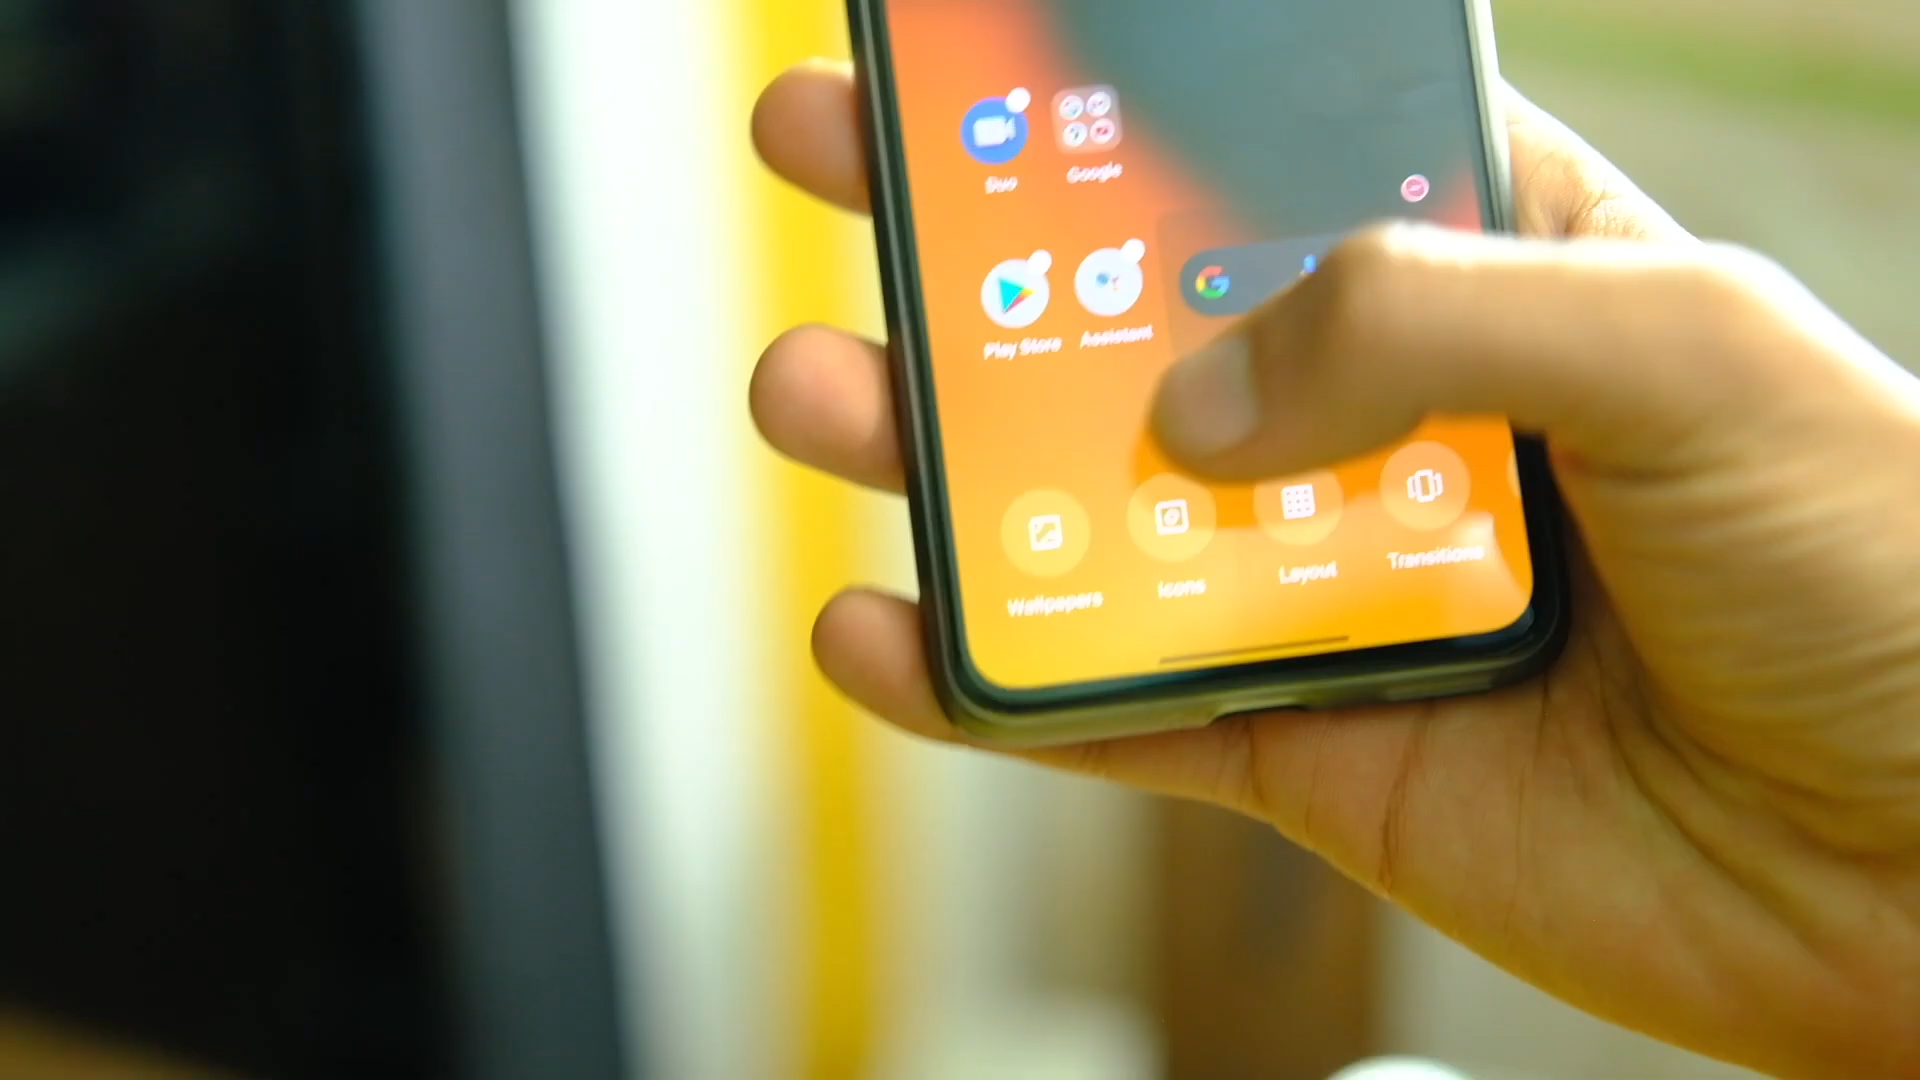 Duo
Google
Play Store
Assistant
G
Wallpapers
Icons
Layout
Transitions